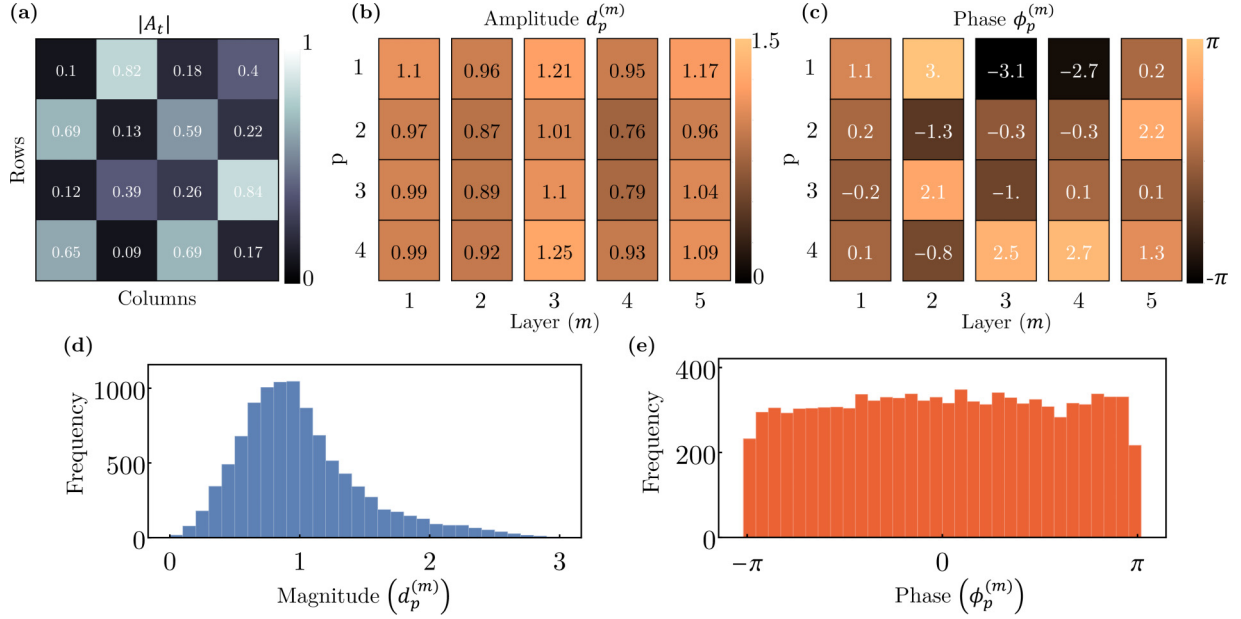 (a)
|A_t|
1
0.1 0.82 0.18 0.4
0.69 0.13 0.59 0.22
0.12 0.39 0.26 0.84
0.65 0.09 0.69 0.17
0
Rows
Columns
(b)
Amplitude d_p^{(m)}
1.5
1 1.1 0.96 1.21 0.95 1.17
2 0.97 0.87 1.01 0.76 0.96
p
3 0.99 0.89 1.1 0.79 1.04
4 0.99 0.92 1.25 0.93 1.09
0
1 2 3 4 5
Layer (m)
(c)
Phase ϕ_p^{(m)}
π
1 1.1 3. −3.1 −2.7 0.2
2 0.2 −1.3 −0.3 −0.3 2.2
p
3 −0.2 2.1 −1. 0.1 0.1
4 0.1 −0.8 2.5 2.7 1.3
-π
1 2 3 4 5
Layer (m)
(d)
1000
500
0
Frequency
0 1 2 3
Magnitude (d_p^{(m)})
(e)
400
200
0
Frequency
−π 0 π
Phase (ϕ_p^{(m)})